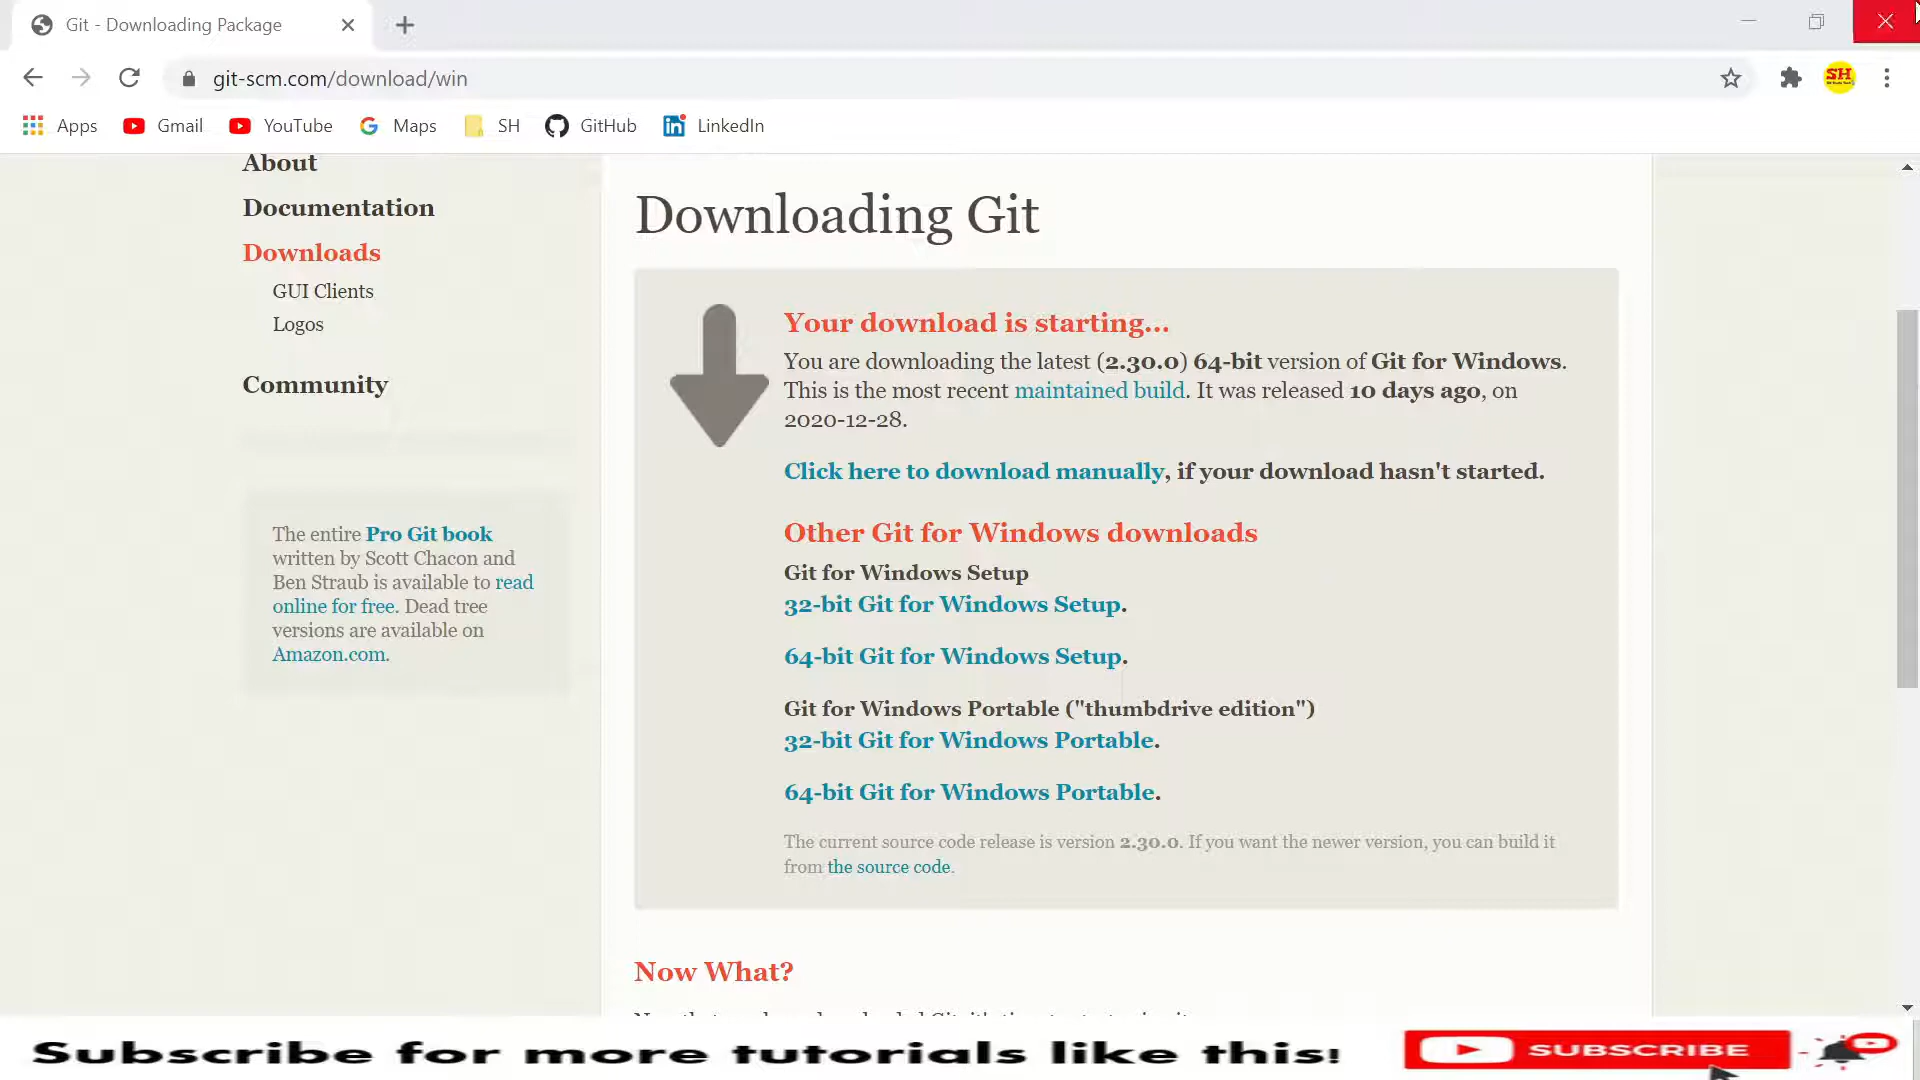 Git - Downloading Package
git-scm.com/download/win
SH
Apps
Gmail
YouTube
Maps
SH
GitHub
LinkedIn
About
Documentation
Downloads
GUI Clients
Logos
Community
The entire Pro Git book
written by Scott Chacon and
Ben Straub is available to read
online for free. Dead tree
versions are available on
Amazon.com.
Downloading Git
Your download is starting...
You are downloading the latest (2.30.0) 64-bit version of Git for Windows.
This is the most recent maintained build. It was released 10 days ago, on
2020-12-28.
Click here to download manually, if your download hasn't started.
Other Git for Windows downloads
Git for Windows Setup
32-bit Git for Windows Setup.
64-bit Git for Windows Setup.
Git for Windows Portable ("thumbdrive edition")
32-bit Git for Windows Portable.
64-bit Git for Windows Portable.
The current source code release is version 2.30.0. If you want the newer version, you can build it
from the source code.
Now What?
Subscribe for more tutorials like this!
SUBSCRIBE